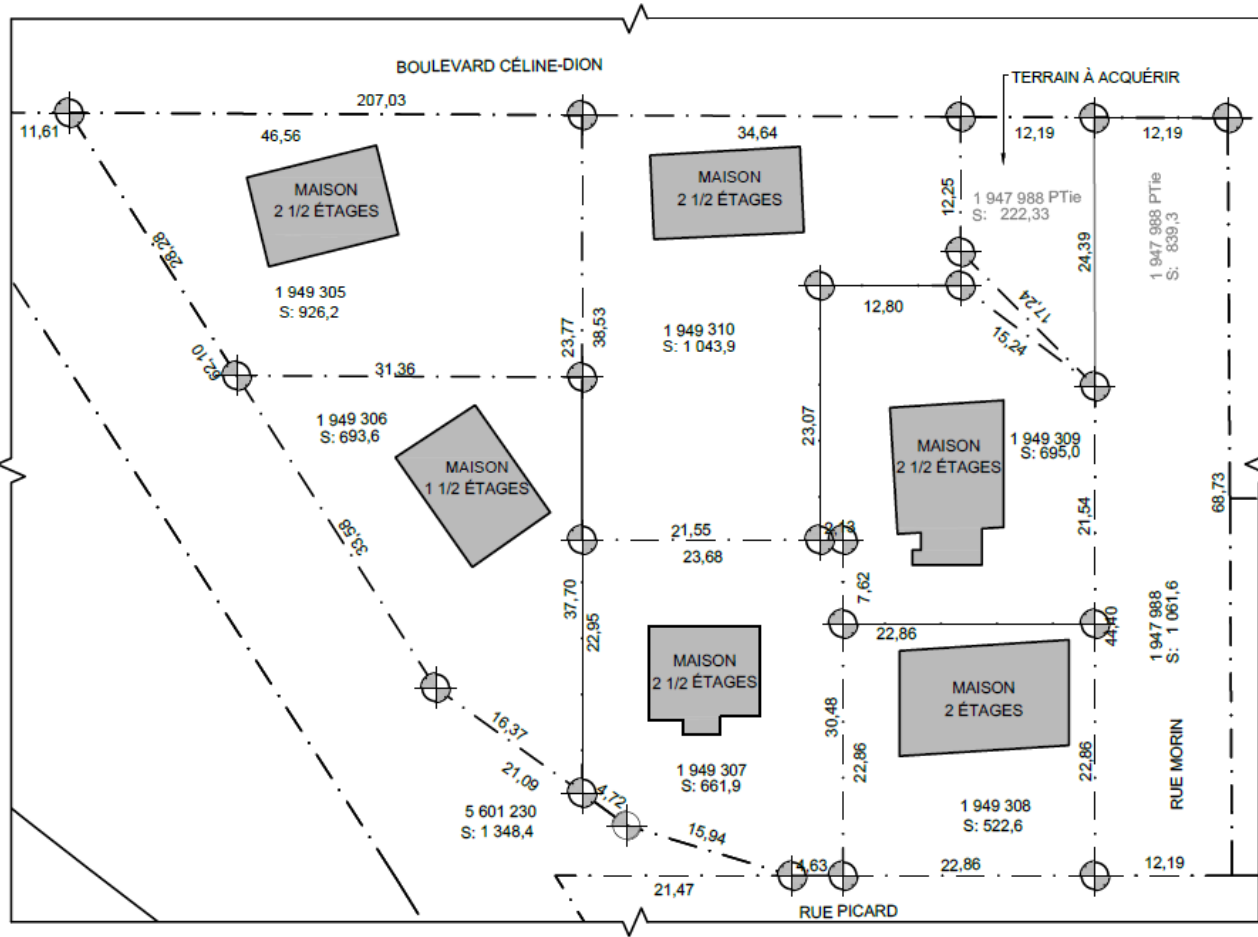 BOULEVARD CÉLINE-DION
TERRAIN À ACQUÉRIR
207,03
11,61
46,56
34,64
12,19
12,19
MAISON
2 1/2 ÉTAGES
MAISON
2 1/2 ÉTAGES
12,25
1 947 988 PTie
S: 222,33
24,39
1 947 988 PTie
S: 839,3
28,28
1 949 305
S: 926,2
23,77
38,53
1 949 310
S: 1 043,9
12,80
17,24
15,24
62,10
31,36
1 949 306
S: 693,6
MAISON
1 1/2 ÉTAGES
23,07
MAISON
2 1/2 ÉTAGES
1 949 309
S: 695,0
21,54
68,73
33,58
21,55
23,68
2,13
7,62
37,70
22,95
22,86
44,40
1 947 988
S: 1 061,6
MAISON
2 1/2 ÉTAGES
MAISON
2 ÉTAGES
16,37
21,09
30,48
22,86
22,86
RUE MORIN
1 949 307
S: 661,9
4,72
5 601 230
S: 1 348,4
15,94
1 949 308
S: 522,6
4,63
21,47
22,86
12,19
RUE PICARD